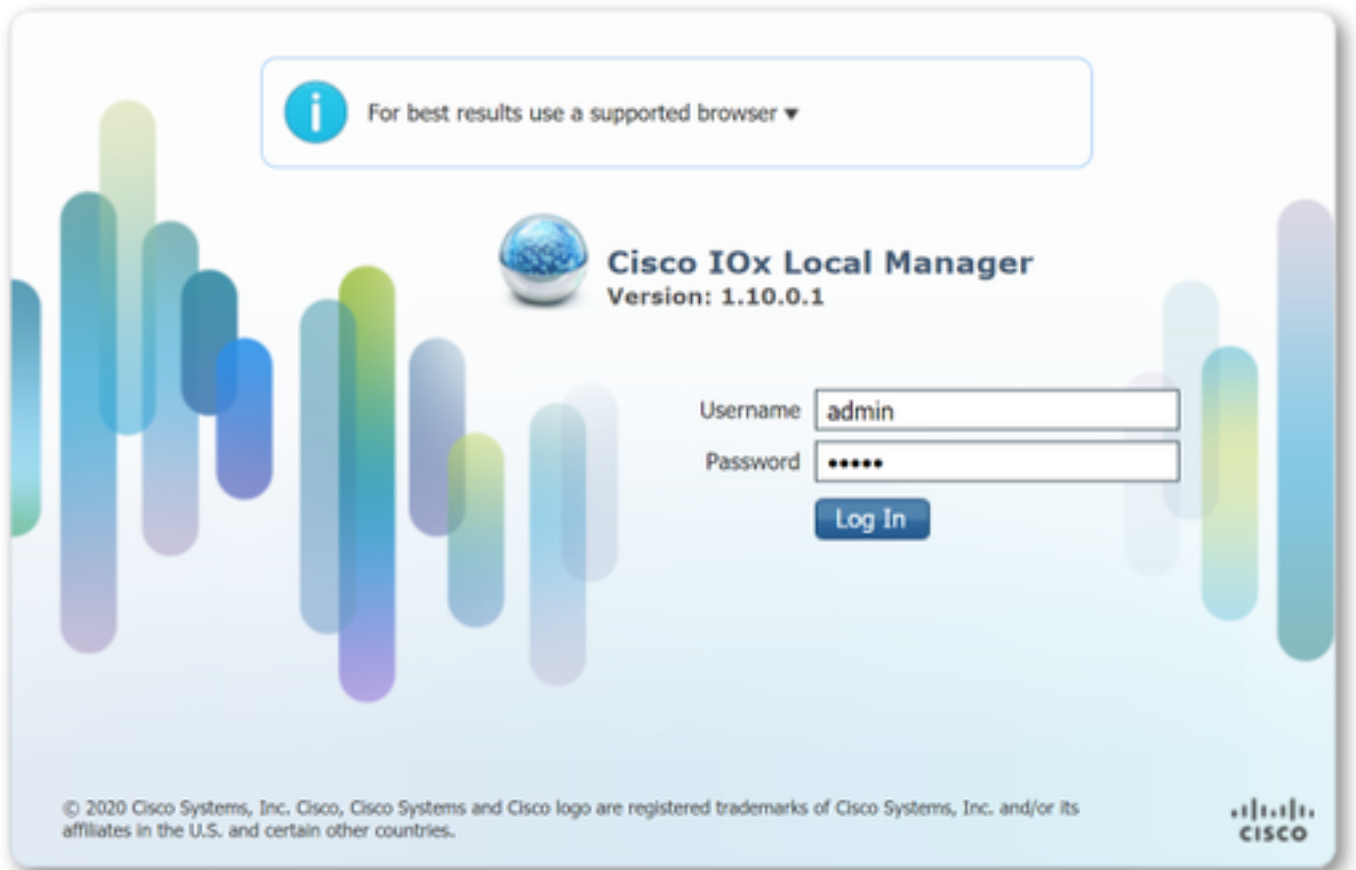 For best results use a supported browser ▼
Cisco IOx Local Manager
Version: 1.10.0.1
Username admin
Password •••••
Log In
© 2020 Cisco Systems, Inc. Cisco, Cisco Systems and Cisco logo are registered trademarks of Cisco Systems, Inc. and/or its
affiliates in the U.S. and certain other countries.
CISCO